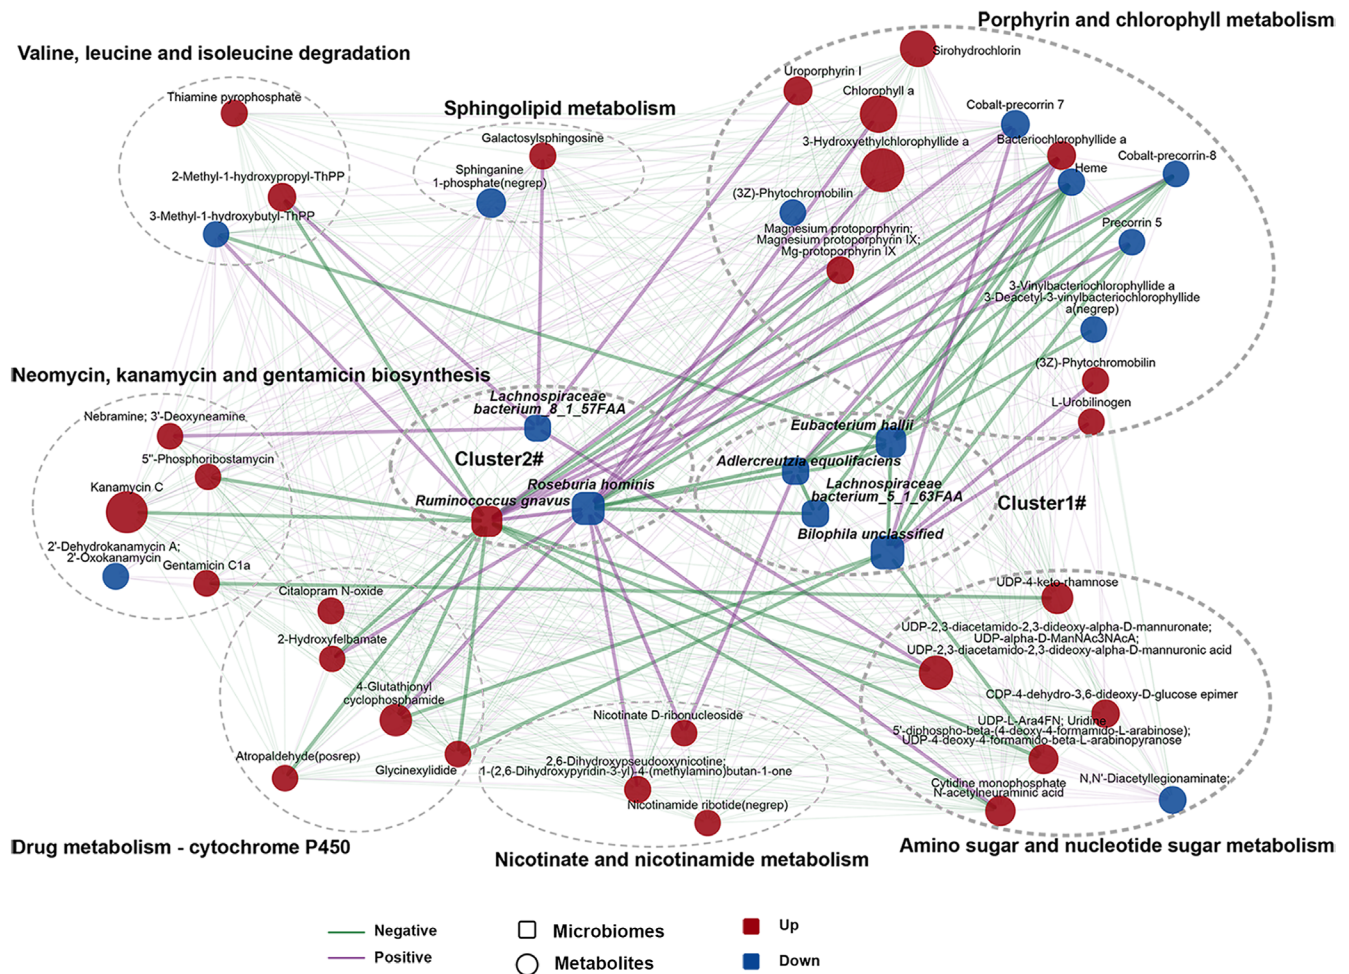 Porphyrin and chlorophyll metabolism
Valine, leucine and isoleucine degradation
Sirohydrochlorin
Uroporphyrin I
Chlorophyll a
Thiamine pyrophosphate
Sphingolipid metabolism
Cobalt-precorrin 7
Galactosylsphingosine
3-Hydroxyethylchlorophyllide a
Bacteriochlorophyllide a
Cobalt-precorrin-8
Heme
2-Methyl-1-hydroxypropyl-ThPP
Sphinganine
1-phosphate(negrep)
(3Z)-Phytochromobilin
3-Methyl-1-hydroxybutyl-ThPP
Precorrin 5
Magnesium protoporphyrin;
Magnesium protoporphyrin IX;
Mg-protoporphyrin IX
3-Vinylbacteriochlorophyllide a
3-Deacetyl-3-vinylbacteriochlorophyllide
a(negrep)
(3Z)-Phytochromobilin
L-Urobilinogen
Neomycin, kanamycin and gentamicin biosynthesis
Lachnospiraceae
bacterium_8_1_57FAA
Nebramine; 3'-Deoxyneamine
Eubacterium hallii
Cluster2#
5"-Phosphoribostamycin
Adlercreutzia equolifaciens
Kanamycin C
Roseburia hominis
Ruminococcus gnavus
Lachnospiraceae
bacterium_5_1_63FAA
Cluster1#
Bilophila unclassified
2'-Dehydrokanamycin A;
2'-Oxokanamycin
Gentamicin C1a
Citalopram N-oxide
UDP-4-keto-rhamnose
2-Hydroxyfelbamate
UDP-2,3-diacetamido-2,3-dideoxy-alpha-D-mannuronate;
UDP-alpha-D-ManNAc3NAcA;
UDP-2,3-diacetamido-2,3-dideoxy-alpha-D-mannuronic acid
4-Glutathionyl
cyclophosphamide
CDP-4-dehydro-3,6-dideoxy-D-glucose epimer
Nicotinate D-ribonucleoside
UDP-L-Ara4FN; Uridine
5'-diphospho-beta-(4-deoxy-4-formamido-L-arabinose);
UDP-4-deoxy-4-formamido-beta-L-arabinopyranose
Atropaldehyde(posrep)
Glycinexylidide
2,6-Dihydroxypseudooxynicotine;
1-(2,6-Dihydroxypyridin-3-yl)-4-(methylamino)butan-1-one
Cytidine monophosphate
N-acetylneuraminic acid
N,N'-Diacetyllegionaminate;
Nicotinamide ribotide(negrep)
Drug metabolism - cytochrome P450
Nicotinate and nicotinamide metabolism
Amino sugar and nucleotide sugar metabolism
Negative
Positive
Microbiomes
Metabolites
Up
Down